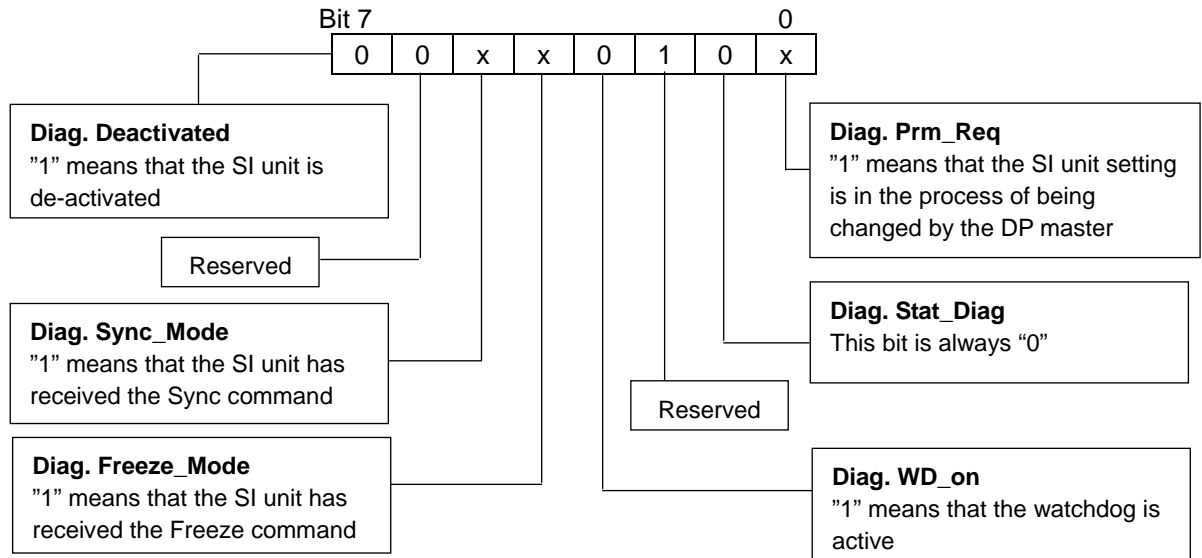 Bit 7 0
0 0 x x 0 1 0 x
Diag. Deactivated
”1” means that the SI unit is
de-activated
Reserved
Diag. Sync_Mode
”1” means that the SI unit has
received the Sync command
Diag. Freeze_Mode
”1” means that the SI unit has
received the Freeze command
Diag. Prm_Req
”1” means that the SI unit setting
is in the process of being
changed by the DP master
Diag. Stat_Diag
This bit is always “0”
Reserved
Diag. WD_on
”1” means that the watchdog is
active